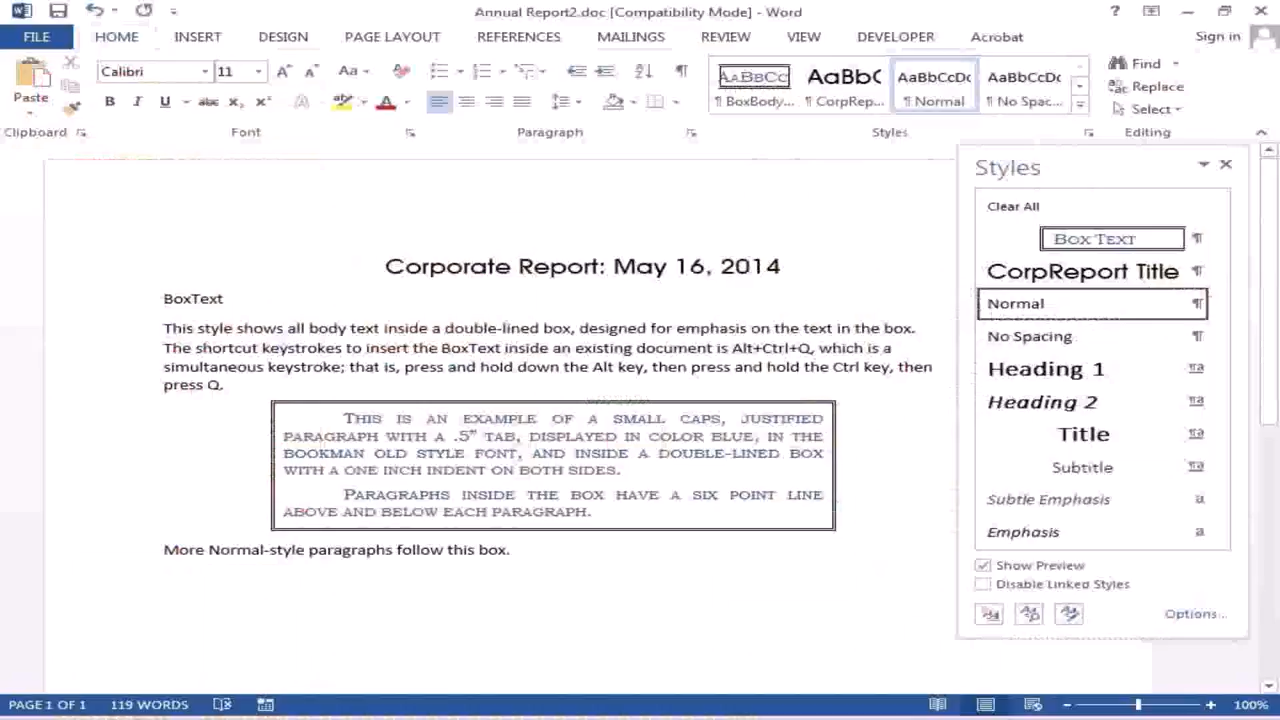 Annual Report2.doc [Compatibility Mode] - Word
FILE HOME INSERT DESIGN PAGE LAYOUT REFERENCES MAILINGS REVIEW VIEW DEVELOPER Acrobat Sign in
Paste
Calibri 11
Aa
B I U abc x₂ x² A
AaBbCc AaBbC AaBbCcDc AaBbCcDc
¶ BoxBody... ¶ CorpRep... ¶ Normal ¶ No Spac...
Find
Replace
Select
Clipboard Font Paragraph Styles Editing
Corporate Report: May 16, 2014
BoxText
This style shows all body text inside a double-lined box, designed for emphasis on the text in the box.
The shortcut keystrokes to insert the BoxText inside an existing document is Alt+Ctrl+Q, which is a
simultaneous keystroke; that is, press and hold down the Alt key, then press and hold the Ctrl key, then
press Q.
THIS IS AN EXAMPLE OF A SMALL CAPS, JUSTIFIED
PARAGRAPH WITH A .5" TAB, DISPLAYED IN COLOR BLUE, IN THE
BOOKMAN OLD STYLE FONT, AND INSIDE A DOUBLE-LINED BOX
WITH A ONE INCH INDENT ON BOTH SIDES.
PARAGRAPHS INSIDE THE BOX HAVE A SIX POINT LINE
ABOVE AND BELOW EACH PARAGRAPH.
More Normal-style paragraphs follow this box.
Styles
Clear All
BOX TEXT ¶
CorpReport Title ¶
Normal ¶
No Spacing ¶
Heading 1 ¶a
Heading 2 ¶a
Title ¶a
Subtitle ¶a
Subtle Emphasis a
Emphasis a
Show Preview
Disable Linked Styles
Options...
PAGE 1 OF 1 119 WORDS 100%